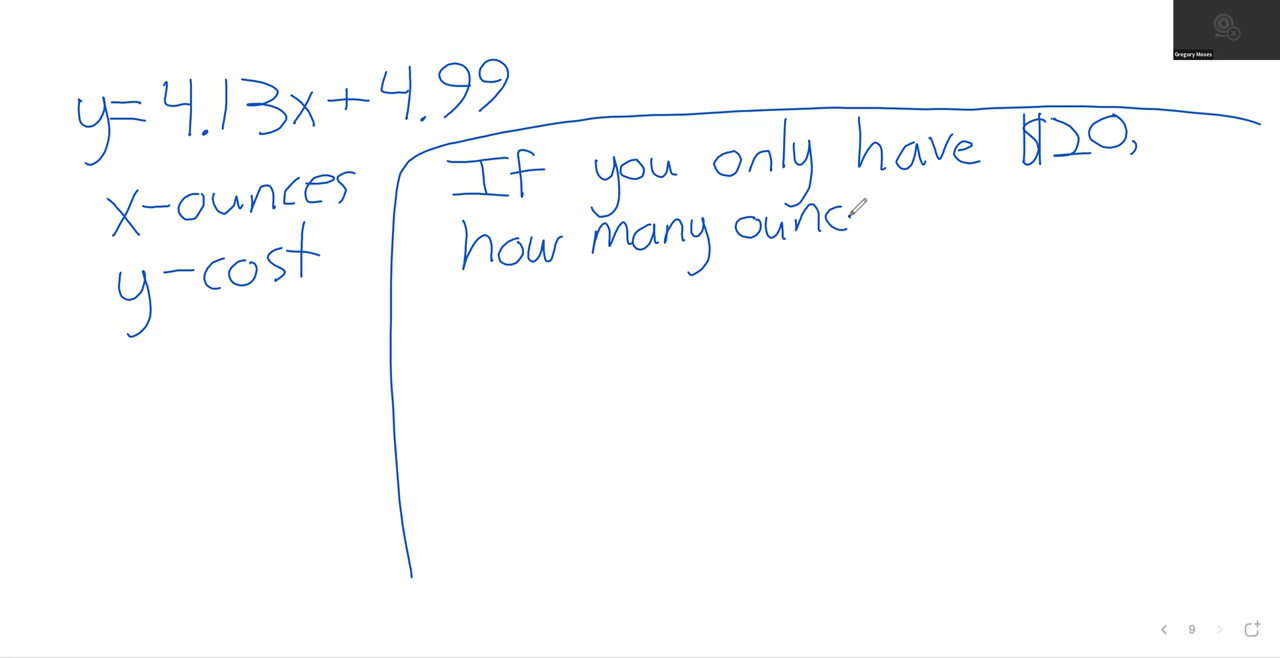 Gregory Moses
y=4.13x+4.99
x-ounces
y-cost
If you only have $20,
how many ounc
9